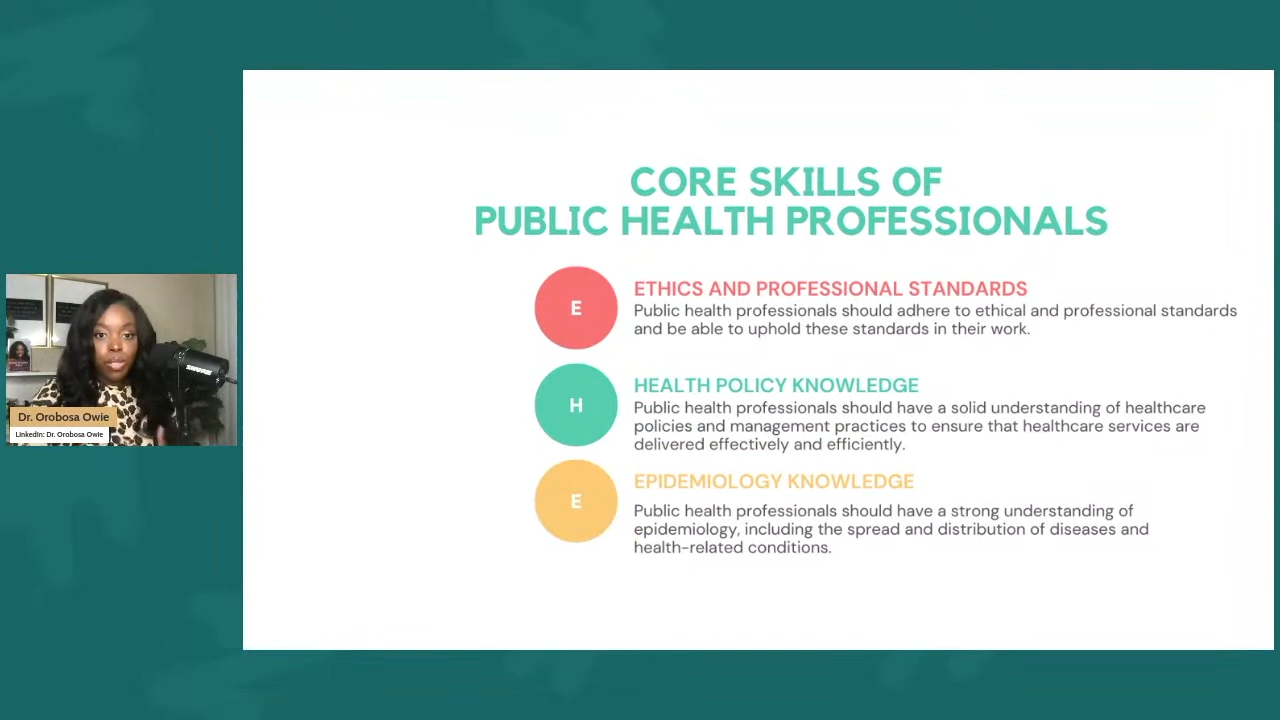 CORE SKILLS OF
PUBLIC HEALTH PROFESSIONALS
E
ETHICS AND PROFESSIONAL STANDARDS
Public health professionals should adhere to ethical and professional standards
and be able to uphold these standards in their work.
H
HEALTH POLICY KNOWLEDGE
Public health professionals should have a solid understanding of healthcare
policies and management practices to ensure that healthcare services are
delivered effectively and efficiently.
E
EPIDEMIOLOGY KNOWLEDGE
Public health professionals should have a strong understanding of
epidemiology, including the spread and distribution of diseases and
health-related conditions.
SHURE
Dr. Orobosa Owie
LinkedIn: Dr. Orobosa Owie